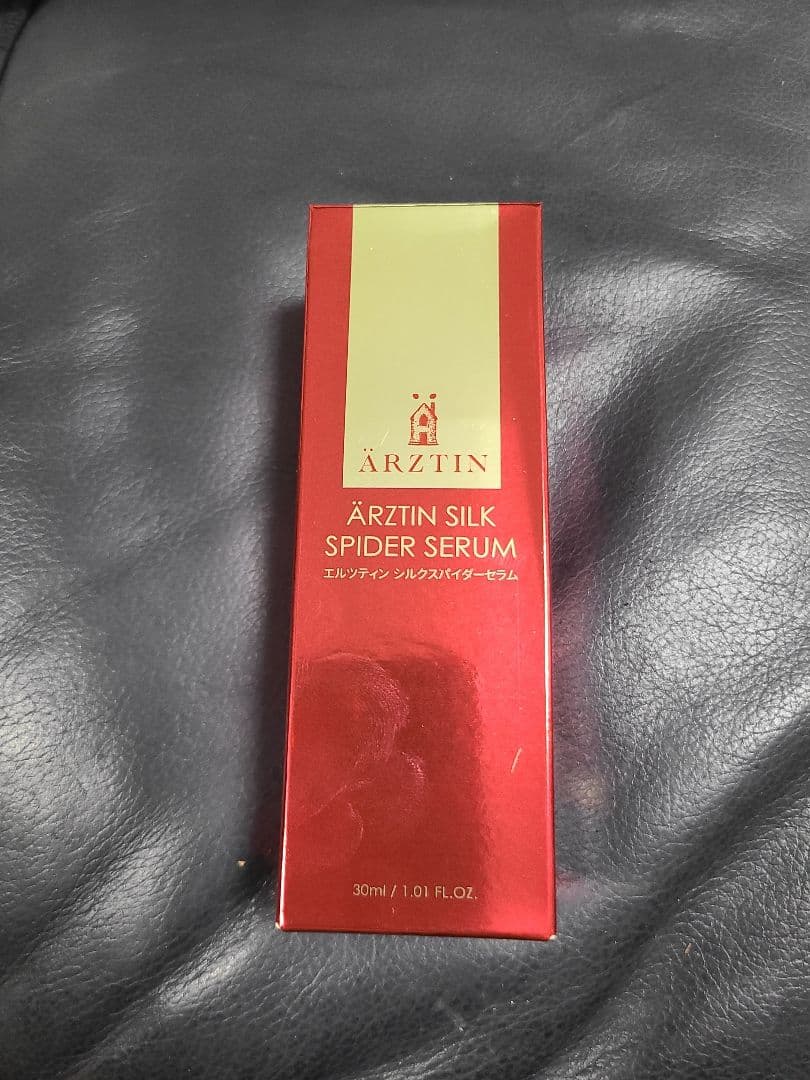 ÄRZTIN
ÄRZTIN SILK
SPIDER SERUM
エルツティン シルクスパイダーセラム
30ml / 1.01 FL.OZ.